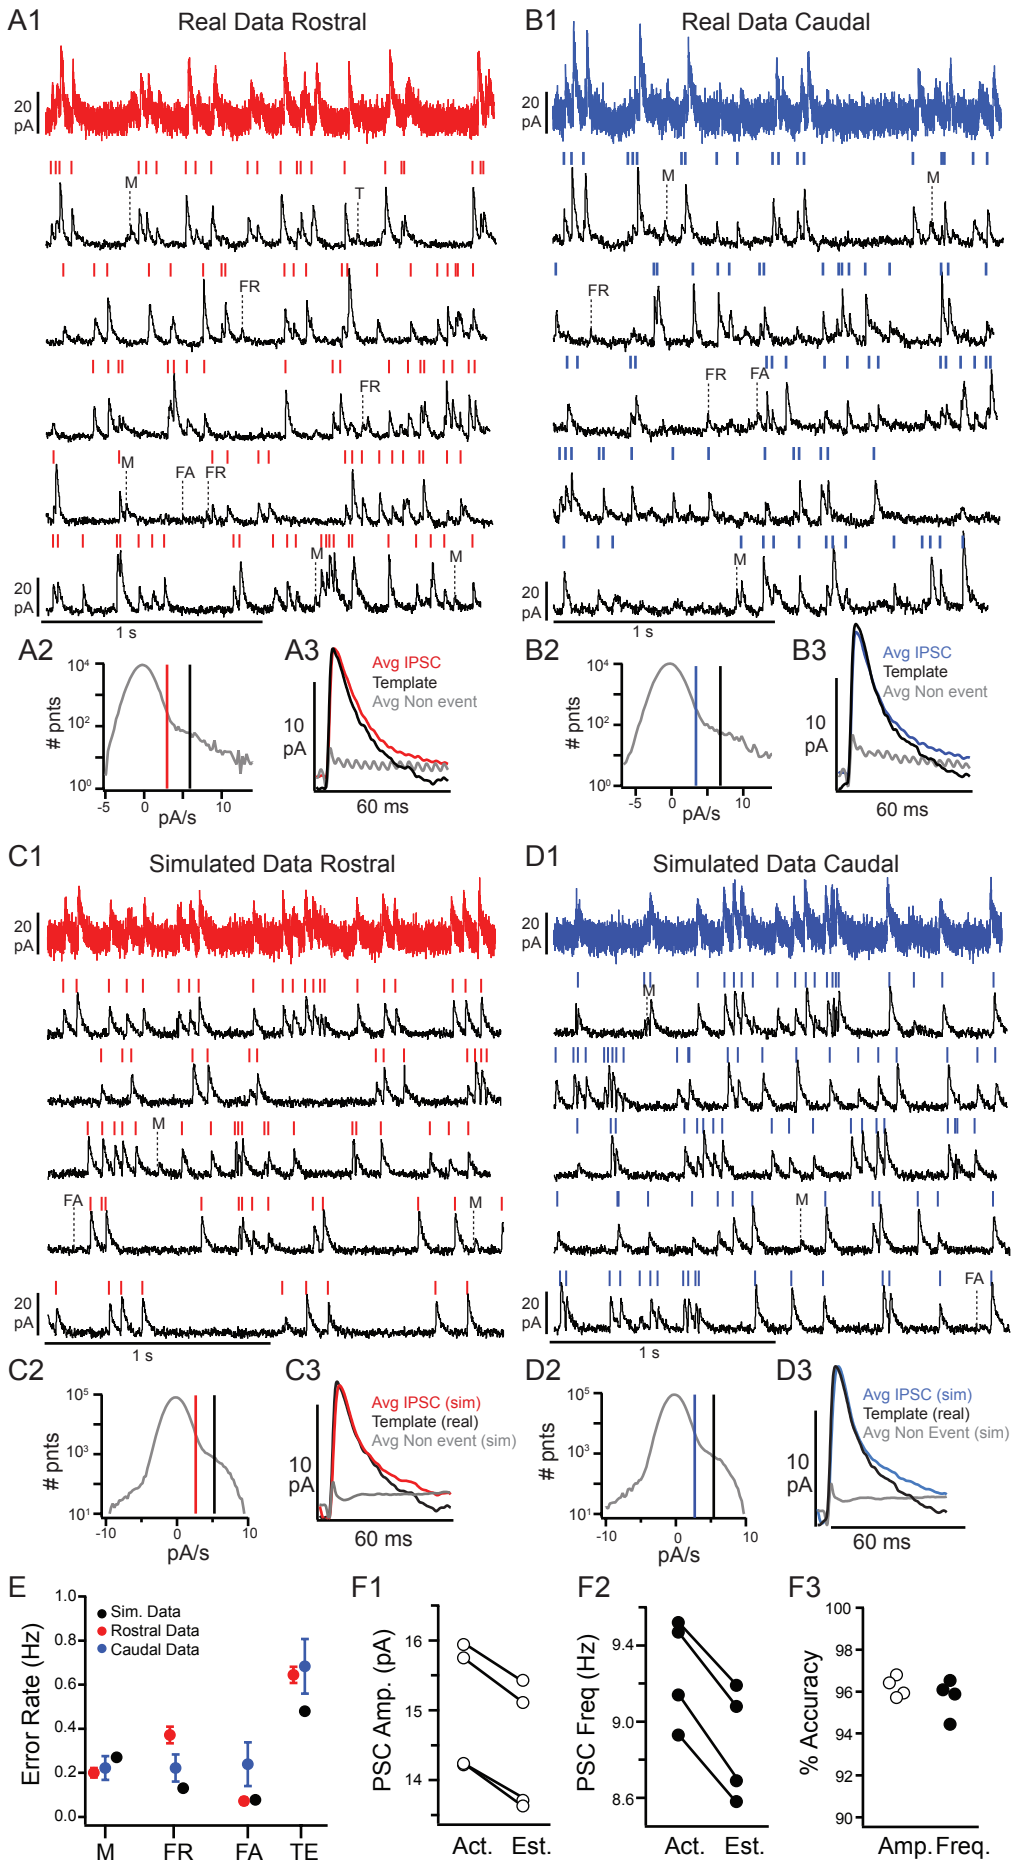 A1 Real Data Rostral
20 pA
M
T
FR
FR
M
FA
FR
M
M
20 pA
1 s
B1 Real Data Caudal
20 pA
M
M
FR
FR
FA
M
20 pA
1 s
A2
# pnts
10⁴
10²
10⁰
-5 0 10
pA/s
A3
Avg IPSC
Template
Avg Non event
10 pA
60 ms
B2
# pnts
10⁴
10²
10⁰
-5 0 10
pA/s
B3
Avg IPSC
Template
Avg Non event
10 pA
60 ms
C1 Simulated Data Rostral
20 pA
M
FA
M
20 pA
1 s
D1 Simulated Data Caudal
20 pA
M
M
FA
20 pA
1 s
C2
# pnts
10⁵
10³
10¹
-10 0 10
pA/s
C3
Avg IPSC (sim)
Template (real)
Avg Non event (sim)
10 pA
60 ms
D2
# pnts
10⁵
10³
10¹
-10 0 10
pA/s
D3
Avg IPSC (sim)
Template (real)
Avg Non Event (sim)
10 pA
60 ms
E
Error Rate (Hz)
1.0
0.8
0.6
0.4
0.2
0.0
Sim. Data
Rostral Data
Caudal Data
M FR FA TE
F1
PSC Amp. (pA)
16
15
14
Act. Est.
F2
PSC Freq (Hz)
9.4
9.0
8.6
Act. Est.
F3
% Accuracy
100
98
96
94
92
90
Amp. Freq.